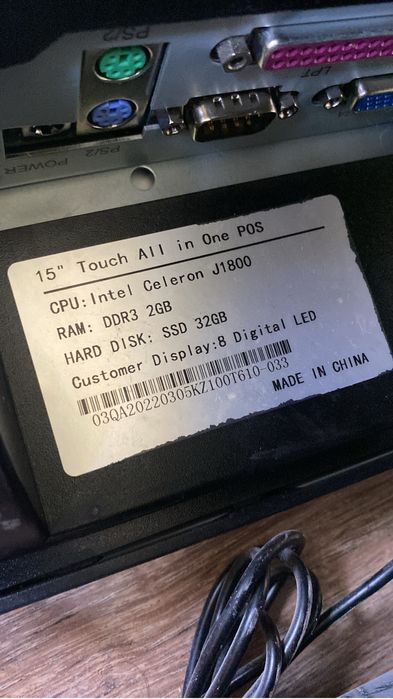 PS/2
LPT
POWER
PS/2
15" Touch All in One POS
CPU:Intel Celeron J1800
RAM: DDR3 2GB
HARD DISK: SSD 32GB
Customer Display:8 Digital LED
03QA20220305KZ100T610-033
MADE IN CHINA